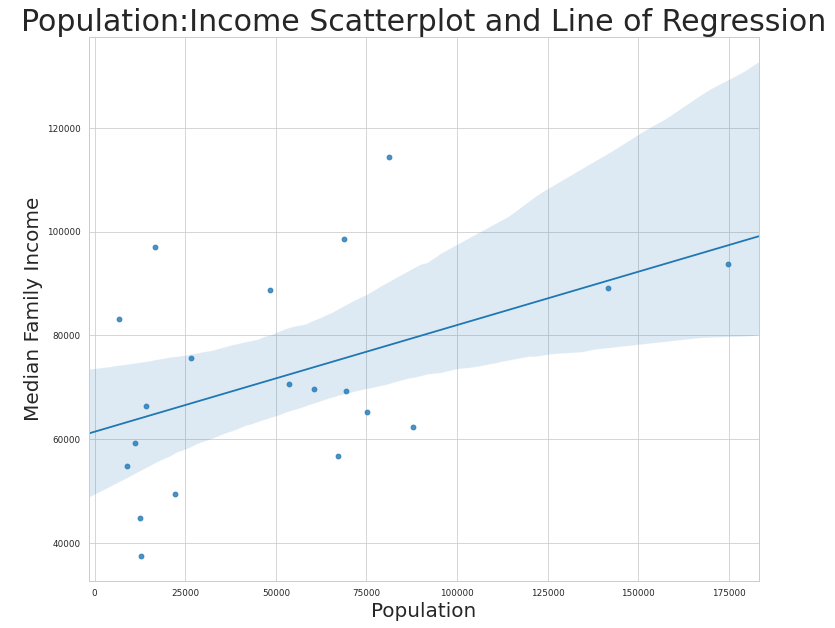 Population:Income Scatterplot and Line of Regression
Median Family Income
120000
100000
80000
60000
40000
0 25000 50000 75000 100000 125000 150000 175000
Population